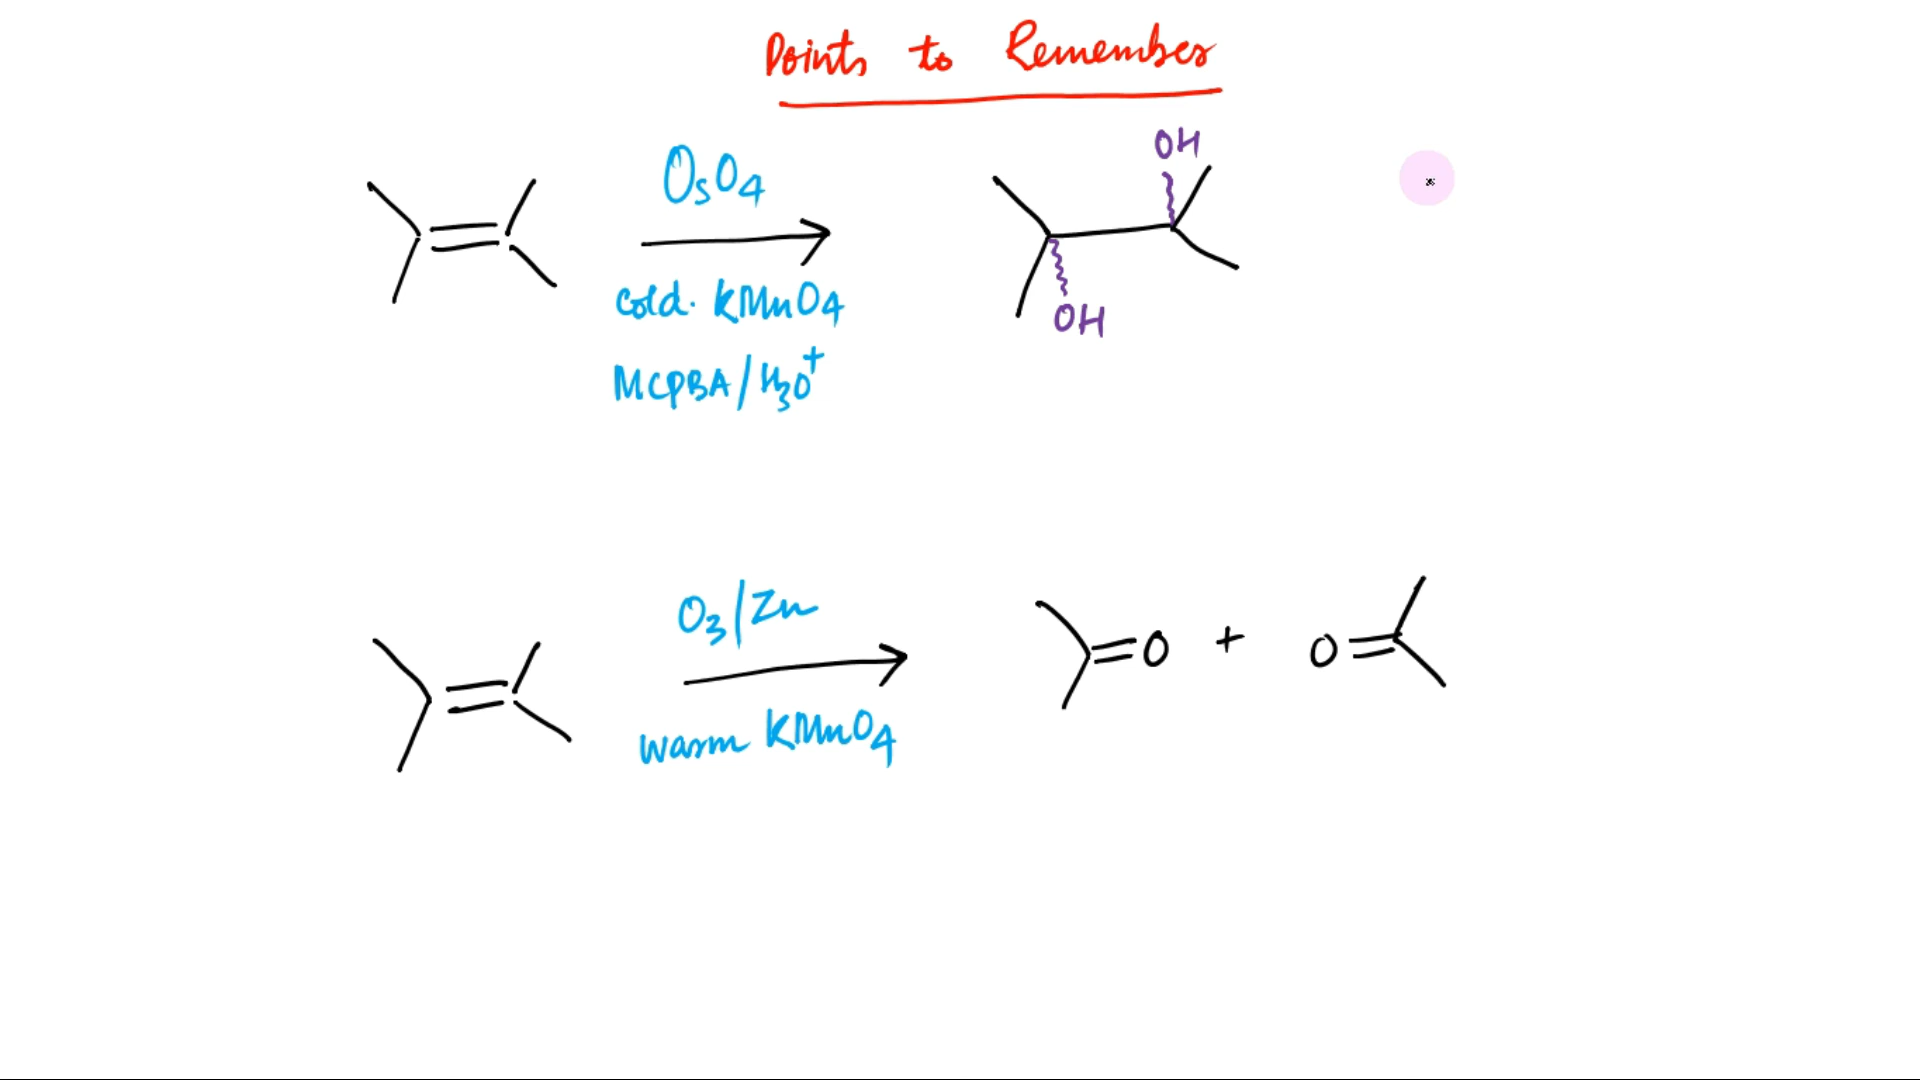 Points to Remember
OsO4
cold. KMnO4
MCPBA/H3O+
OH
OH
O3/Zn
warm KMnO4
=O + O=